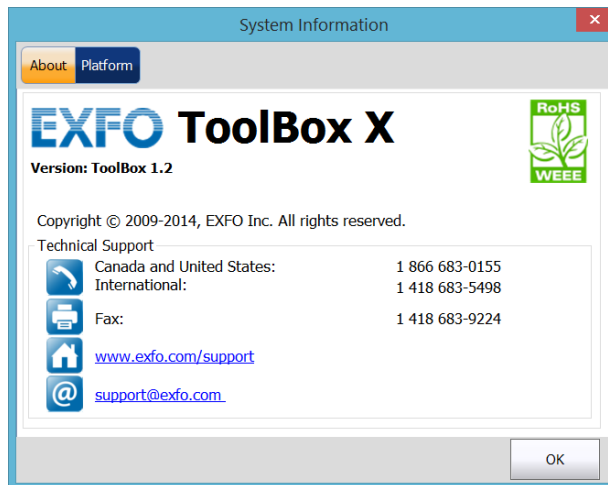 System Information
About Platform
EXFO ToolBox X
RoHS
WEEE
Version: ToolBox 1.2
Copyright © 2009-2014, EXFO Inc. All rights reserved.
Technical Support
Canada and United States: 1 866 683-0155
International: 1 418 683-5498
Fax: 1 418 683-9224
www.exfo.com/support
@ support@exfo.com
OK